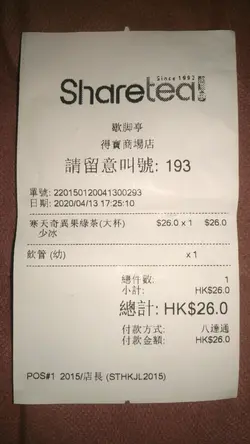 Since 1992
Sharetea
歇脚亭
得寶商場店
請留意叫號: 193
單號: 220150120041300293
日期: 2020/04/13 17:25:10
寒天奇異果綠茶(大杯) $26.0 x 1 $26.0
少冰
飲管 (幼) x 1
總件數: 1
小計: HK$26.0
總計: HK$26.0
付款方式: 八達通
付款金額: HK$26.0
POS#1 2015/店長 (STHKJL2015)